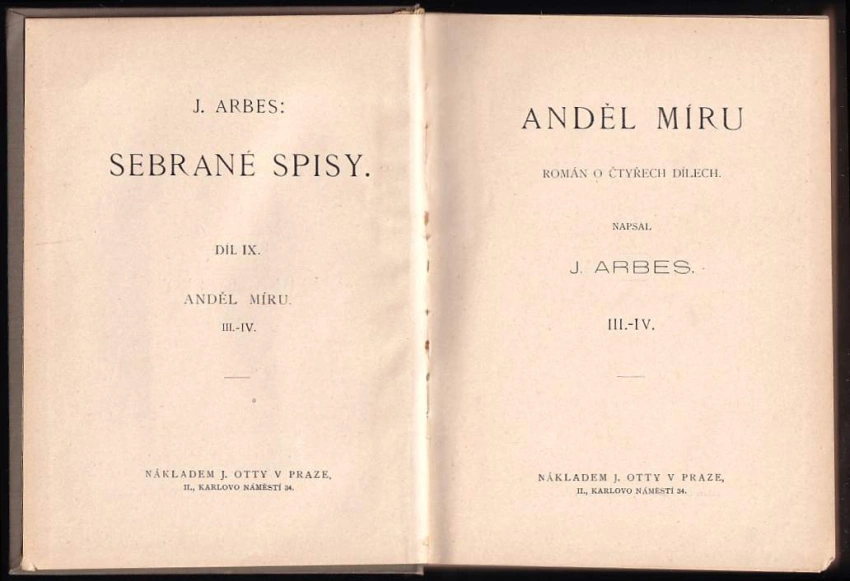 J. ARBES:
SEBRANÉ SPISY.
DÍL IX.
ANDĚL MÍRU.
III.-IV.
NÁKLADEM J. OTTY V PRAZE,
II., KARLOVO NÁMĚSTÍ 34.
ANDĚL MÍRU
ROMÁN O ČTYŘECH DÍLECH.
NAPSAL
J. ARBES.
III.-IV.
NÁKLADEM J. OTTY V PRAZE,
II., KARLOVO NÁMĚSTÍ 34.